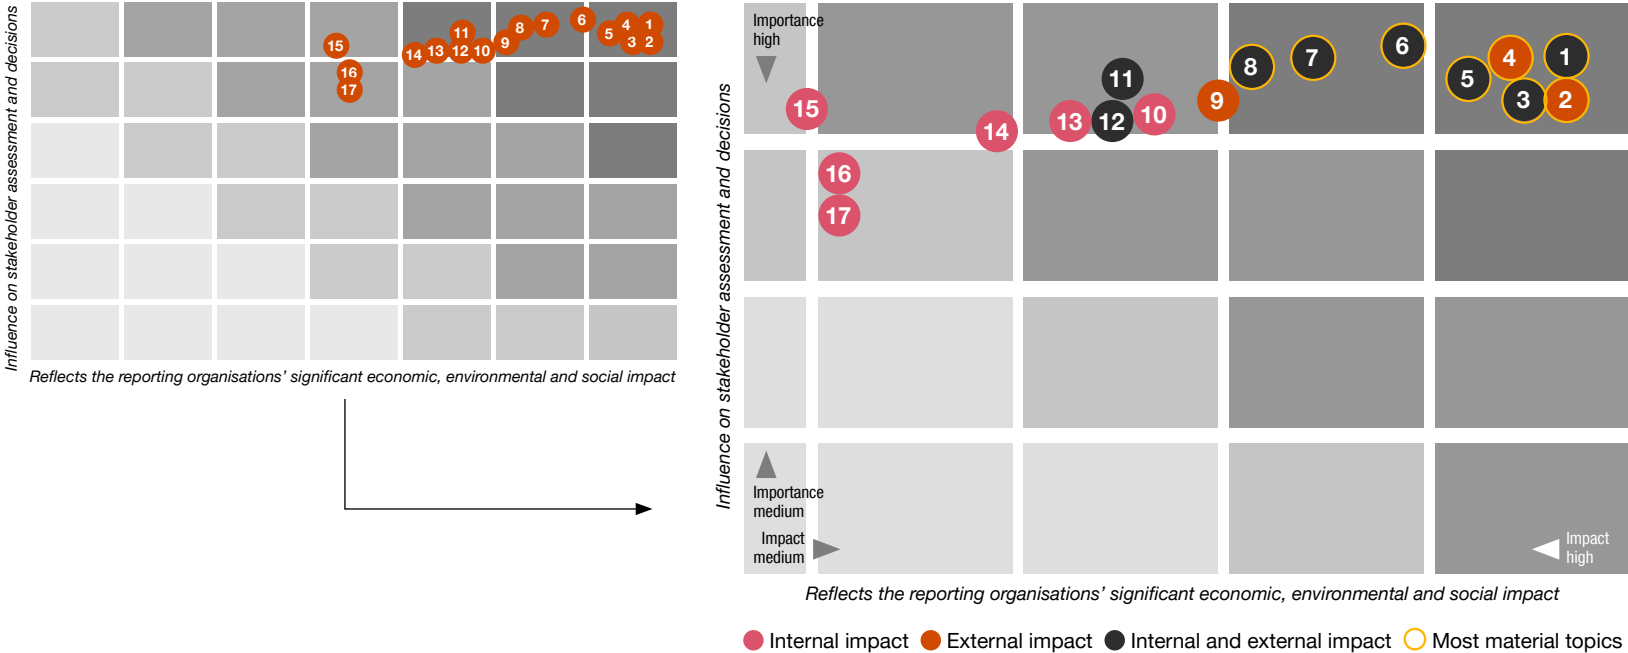 Influence on stakeholder assessment and decisions
6
4
1
8
7
5
11
3
2
15
9
14
13
12
10
16
17
Reflects the reporting organisations’ significant economic, environmental and social impact
Influence on stakeholder assessment and decisions
Importance
high
6
4
1
8
7
5
11
3
2
15
9
14
13
12
10
16
17
Importance
medium
Impact
medium
Impact
high
Reflects the reporting organisations’ significant economic, environmental and social impact
Internal impact
External impact
Internal and external impact
Most material topics